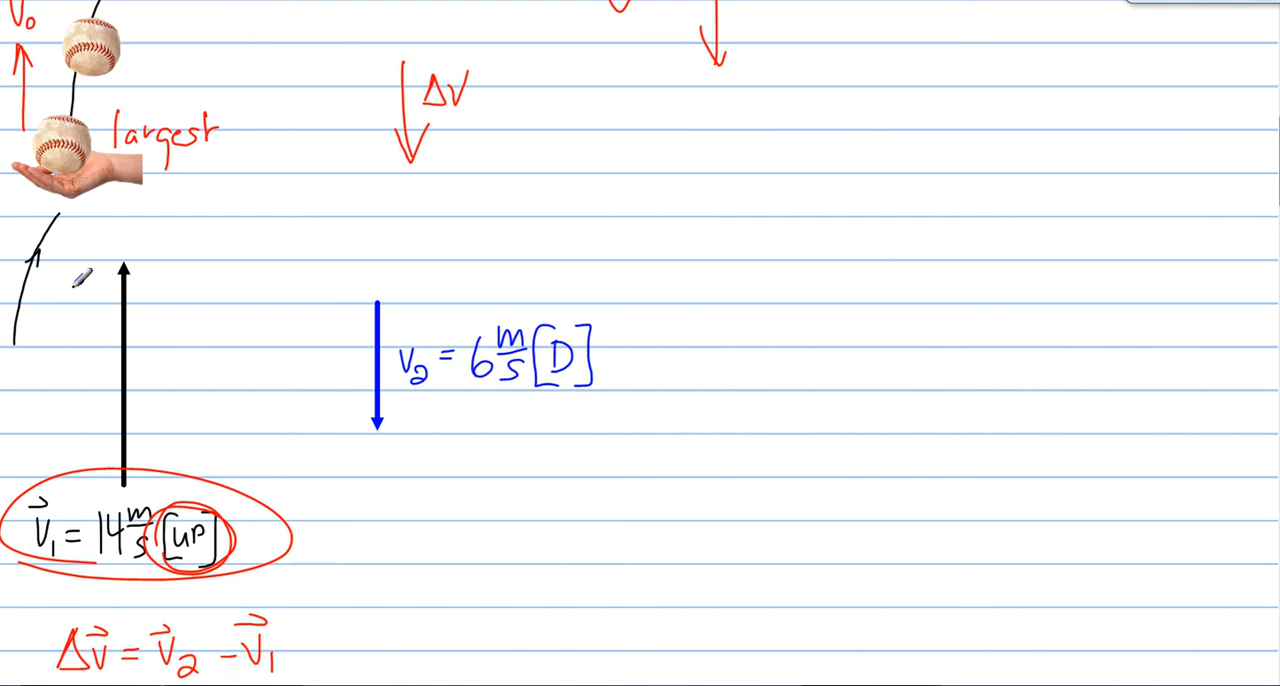 V₀
largest
ΔV
v₂ = 6 m/s [D]
V⃗₁ = 14 m/s [up]
ΔV⃗ = V⃗₂ - V⃗₁